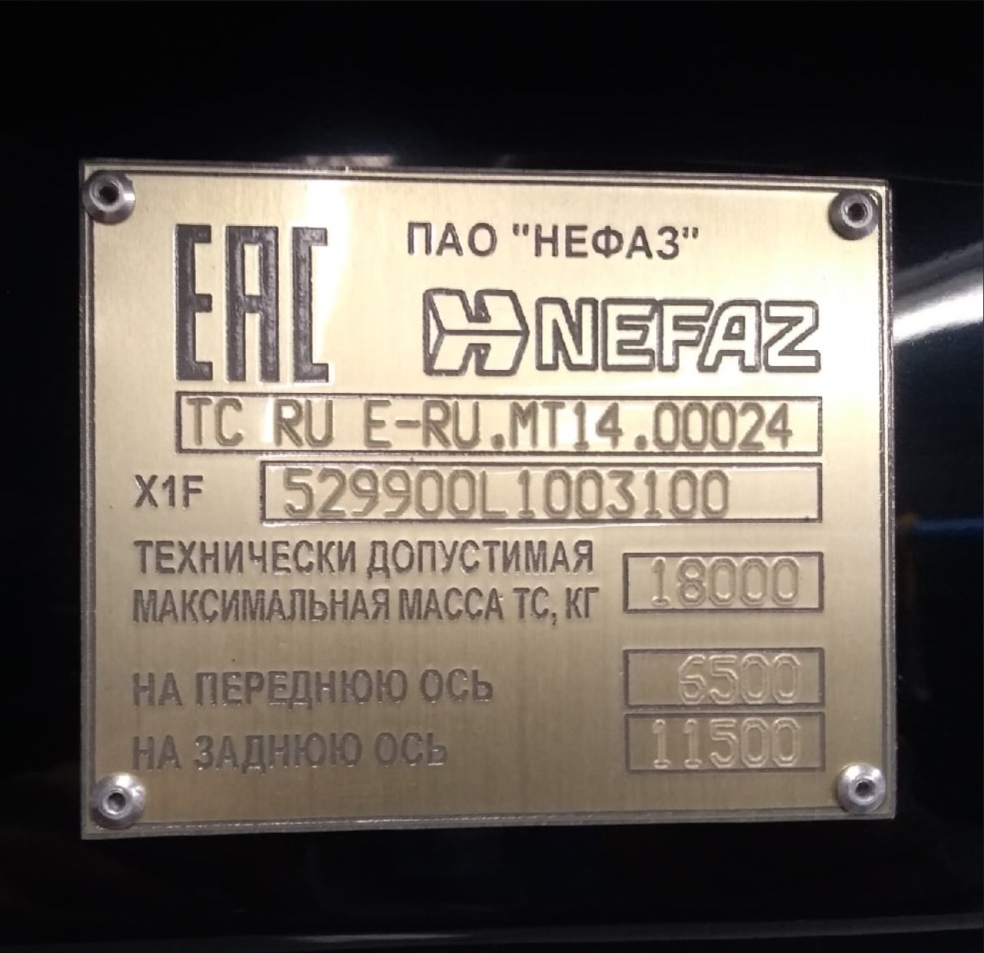 ЕАС
ПАО "НЕФАЗ"
NEFAZ
ТС RU Е-RU.МТ14.00024
X1F 529900L1003100
ТЕХНИЧЕСКИ ДОПУСТИМАЯ
МАКСИМАЛЬНАЯ МАССА ТС, КГ 18000
НА ПЕРЕДНЮЮ ОСЬ 6500
НА ЗАДНЮЮ ОСЬ 11500